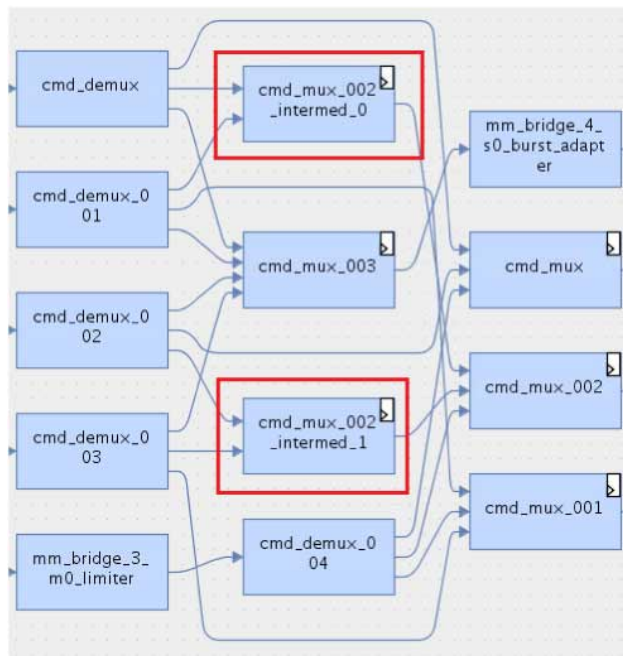 cmd_demux
cmd_mux_002
_intermed_0
mm_bridge_4_
s0_burst_adap
er
cmd_demux_0
01
cmd_mux_003
cmd_mux
cmd_demux_0
02
cmd_mux_002
cmd_mux_002
_intermed_1
cmd_demux_0
03
cmd_mux_001
cmd_demux_0
04
mm_bridge_3_
m0_limiter